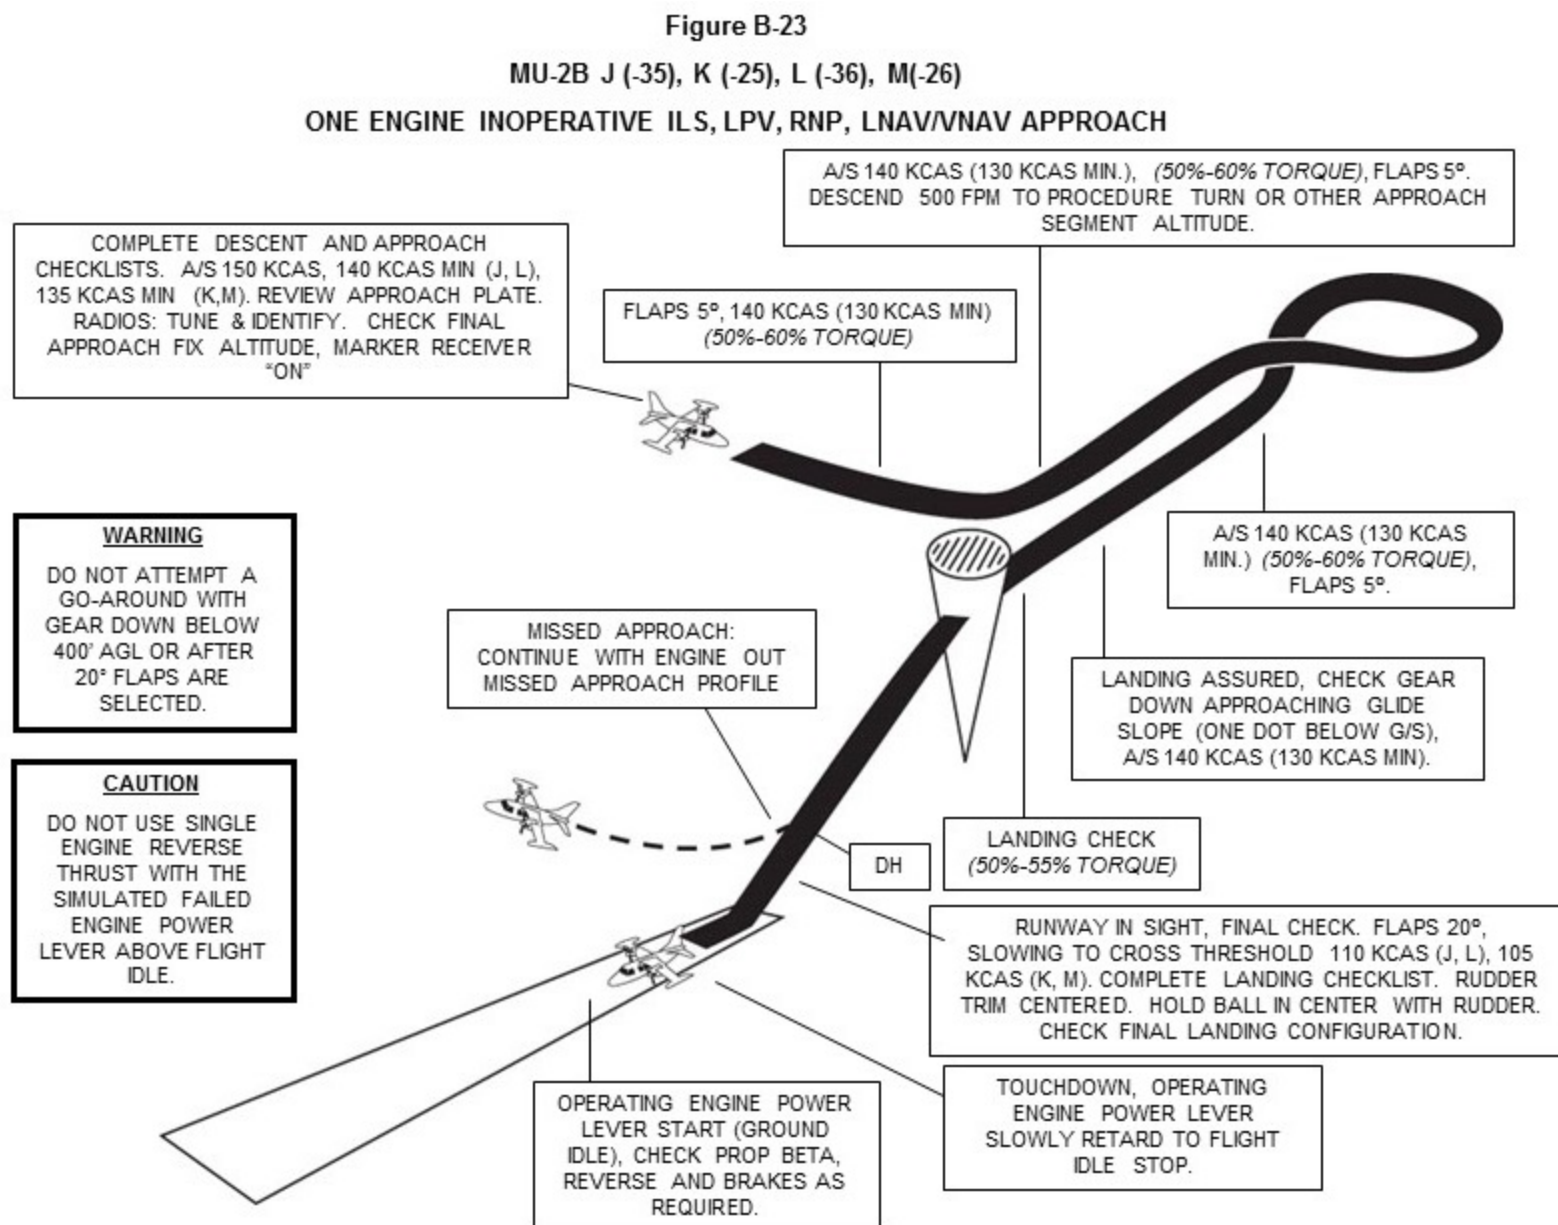 Figure B-23
MU-2B J (-35), K (-25), L (-36), M(-26)
ONE ENGINE INOPERATIVE ILS, LPV, RNP, LNAV/VNAV APPROACH
A/S 140 KCAS (130 KCAS MIN.), (50%-60% TORQUE), FLAPS 5º.
DESCEND 500 FPM TO PROCEDURE TURN OR OTHER APPROACH
SEGMENT ALTITUDE.
COMPLETE DESCENT AND APPROACH
CHECKLISTS. A/S 150 KCAS, 140 KCAS MIN (J, L),
135 KCAS MIN (K,M). REVIEW APPROACH PLATE.
RADIOS: TUNE & IDENTIFY. CHECK FINAL
APPROACH FIX ALTITUDE, MARKER RECEIVER
“ON”
FLAPS 5º, 140 KCAS (130 KCAS MIN)
(50%-60% TORQUE)
WARNING
DO NOT ATTEMPT A
GO-AROUND WITH
GEAR DOWN BELOW
400’ AGL OR AFTER
20° FLAPS ARE
SELECTED.
A/S 140 KCAS (130 KCAS
MIN.) (50%-60% TORQUE),
FLAPS 5º.
MISSED APPROACH:
CONTINUE WITH ENGINE OUT
MISSED APPROACH PROFILE
LANDING ASSURED, CHECK GEAR
DOWN APPROACHING GLIDE
SLOPE (ONE DOT BELOW G/S),
A/S 140 KCAS (130 KCAS MIN).
CAUTION
DO NOT USE SINGLE
ENGINE REVERSE
THRUST WITH THE
SIMULATED FAILED
ENGINE POWER
LEVER ABOVE FLIGHT
IDLE.
DH
LANDING CHECK
(50%-55% TORQUE)
RUNWAY IN SIGHT, FINAL CHECK. FLAPS 20º,
SLOWING TO CROSS THRESHOLD 110 KCAS (J, L), 105
KCAS (K, M). COMPLETE LANDING CHECKLIST. RUDDER
TRIM CENTERED. HOLD BALL IN CENTER WITH RUDDER.
CHECK FINAL LANDING CONFIGURATION.
OPERATING ENGINE POWER
LEVER START (GROUND
IDLE), CHECK PROP BETA,
REVERSE AND BRAKES AS
REQUIRED.
TOUCHDOWN, OPERATING
ENGINE POWER LEVER
SLOWLY RETARD TO FLIGHT
IDLE STOP.